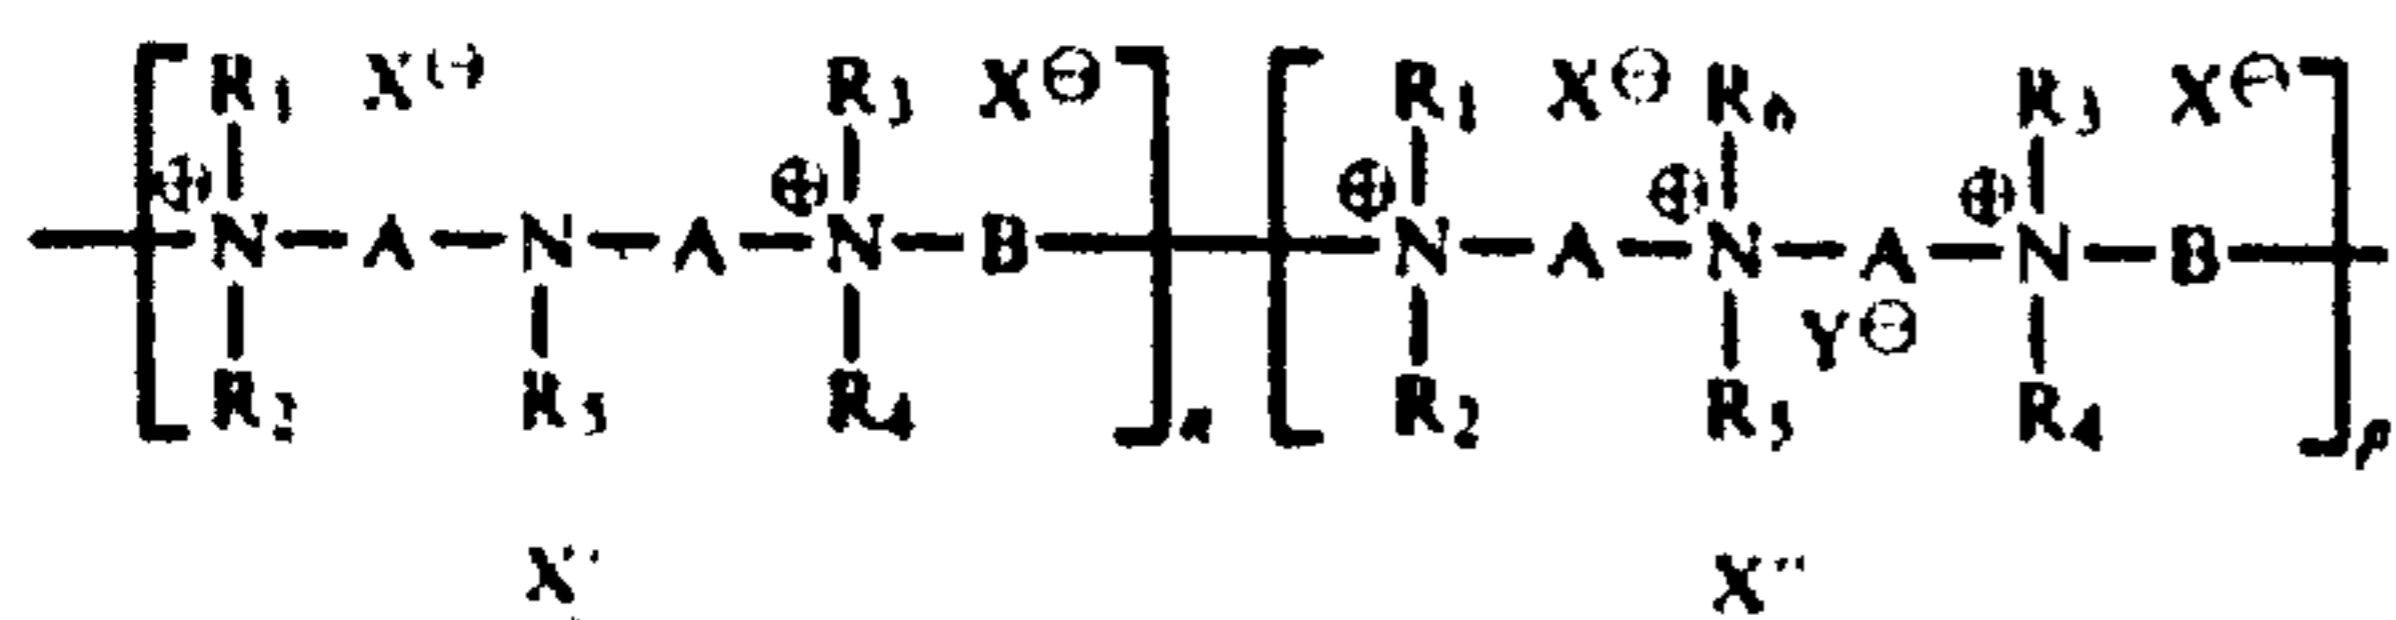 R1 X⊖ R3 X⊖ R1 X⊖ R6 R3 X⊖
⊕ ⊕ ⊕ ⊕ ⊕
[ —N—A—N—A—N—B— ] [ —N—A—N—A—N—B— ]
Y⊖
R2 R5 R4 n R2 R5 R4 p
X' X"